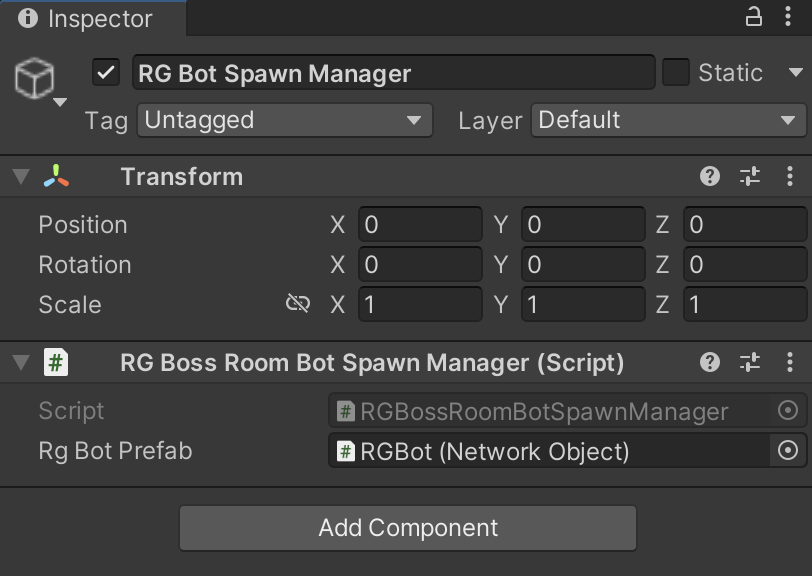 Inspector
RG Bot Spawn Manager Static
Tag Untagged Layer Default
Transform
Position X 0 Y 0 Z 0
Rotation X 0 Y 0 Z 0
Scale X 1 Y 1 Z 1
# RG Boss Room Bot Spawn Manager (Script)
Script # RGBossRoomBotSpawnManager
Rg Bot Prefab # RGBot (Network Object)
Add Component